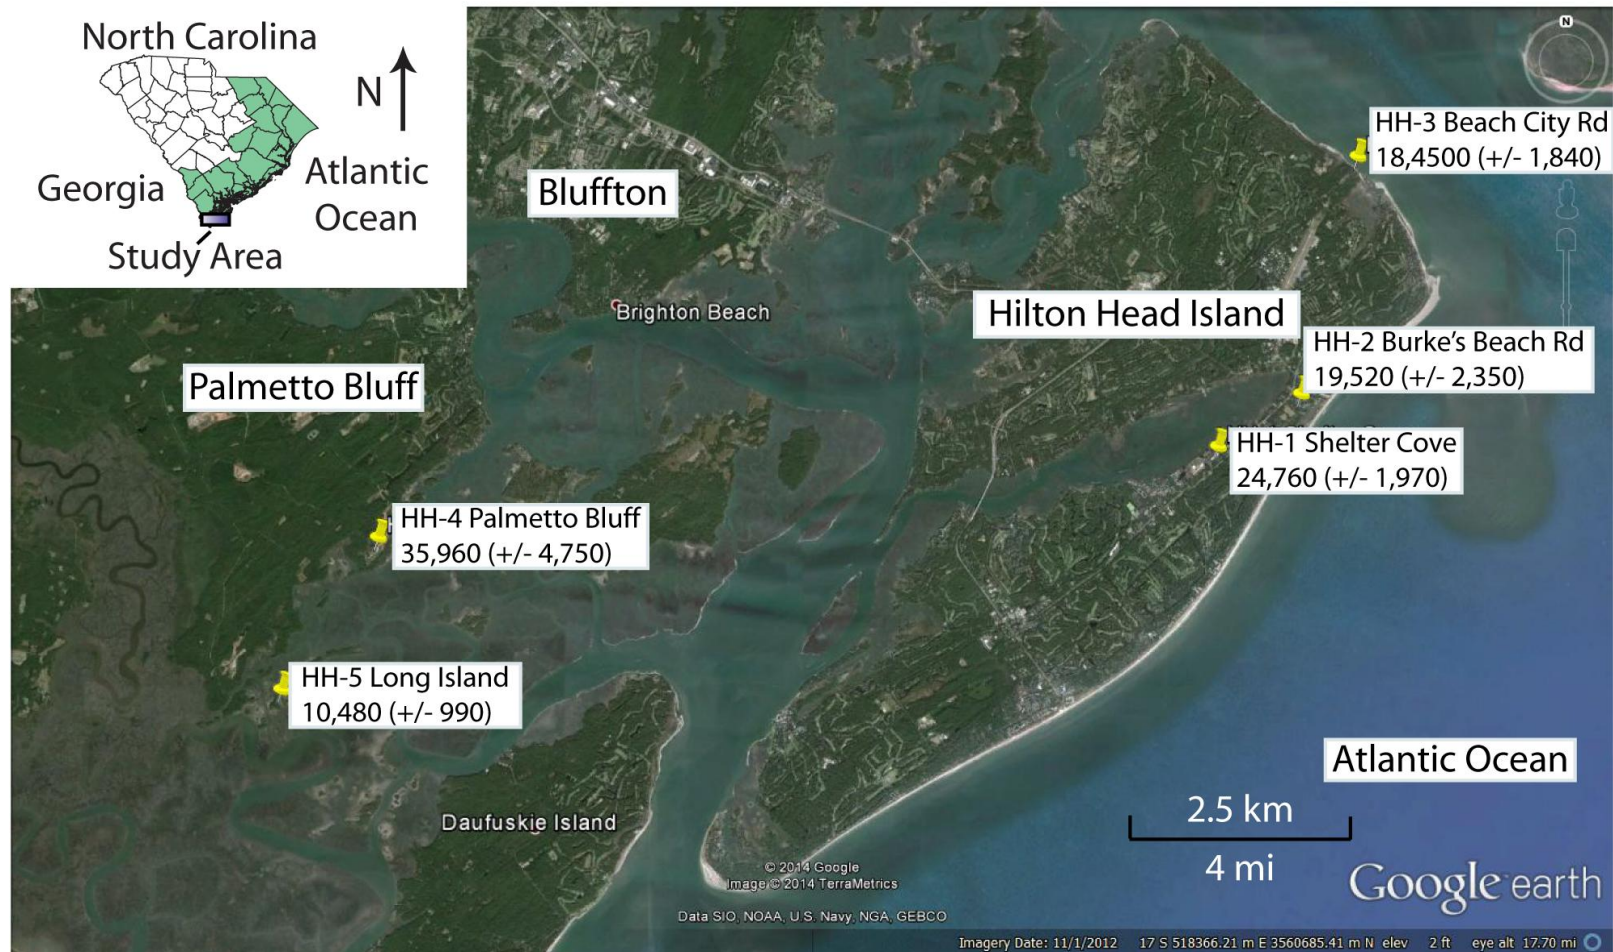 North Carolina
N
Georgia
Atlantic
Ocean
Study Area
N
HH-3 Beach City Rd
18,4500 (+/- 1,840)
Bluffton
Brighton Beach
Hilton Head Island
HH-2 Burke's Beach Rd
19,520 (+/- 2,350)
Palmetto Bluff
HH-1 Shelter Cove
24,760 (+/- 1,970)
HH-4 Palmetto Bluff
35,960 (+/- 4,750)
HH-5 Long Island
10,480 (+/- 990)
Atlantic Ocean
Daufuskie Island
2.5 km
4 mi
© 2014 Google
Image © 2014 TerraMetrics
Data SIO, NOAA, U.S. Navy, NGA, GEBCO
Google earth
Imagery Date: 11/1/2012 17 S 518366.21 m E 3560685.41 m N elev 2 ft eye alt 17.70 mi